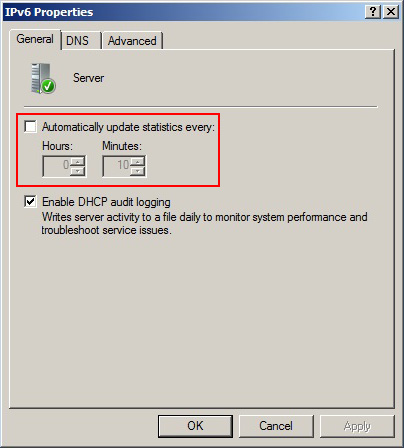 IPv6 Properties
General DNS Advanced
Server
Automatically update statistics every:
Hours: Minutes:
0 10
Enable DHCP audit logging
Writes server activity to a file daily to monitor system performance and
troubleshoot service issues.
OK Cancel Apply